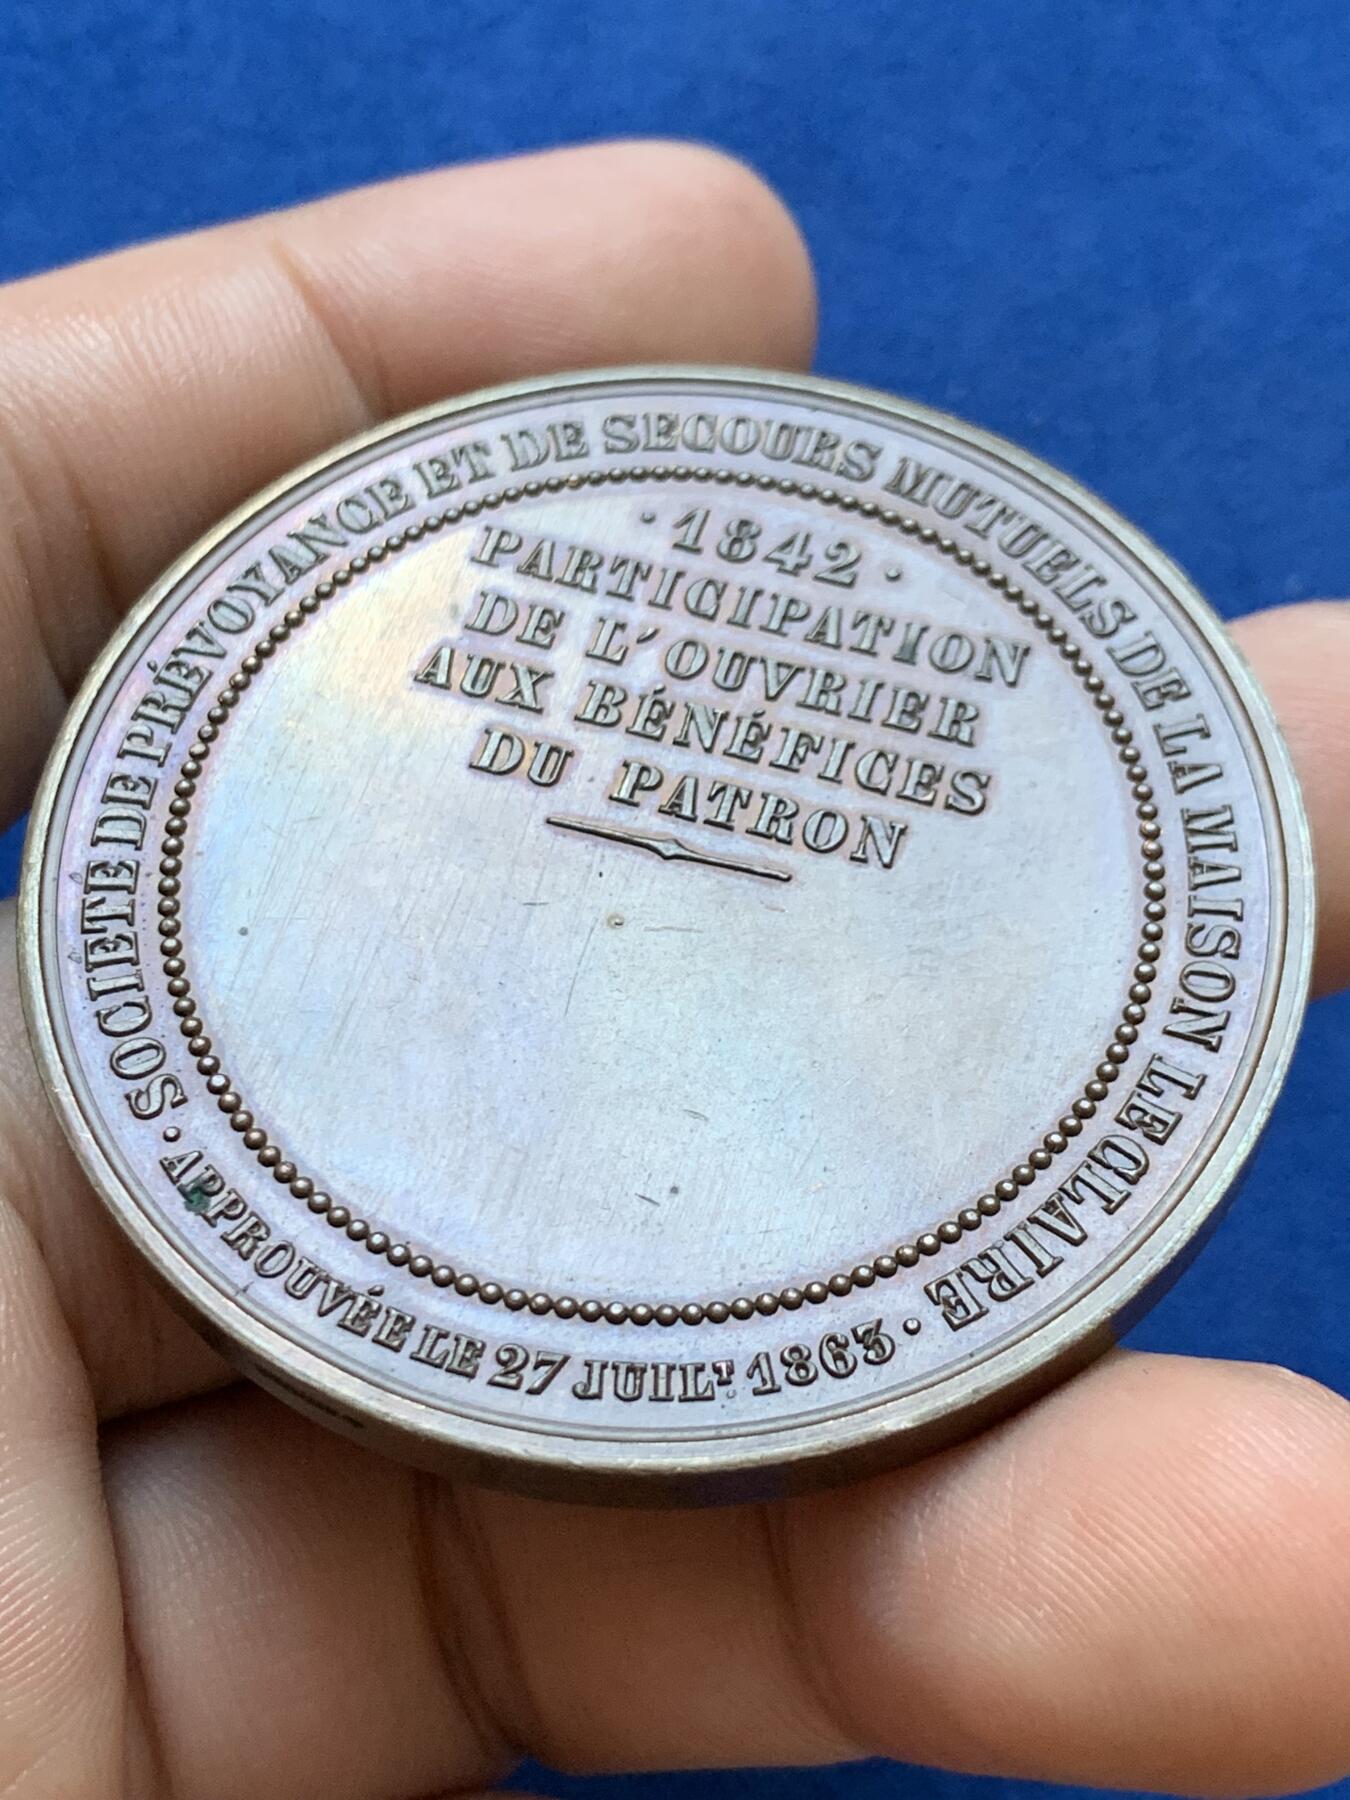 SOCIÉTÉ DE PRÉVOYANCE ET DE SECOURS MUTUELS DE LA MAISON LECLAIRE
· APPROUVÉE LE 27 JUILT 1863 ·
· 1842 ·
PARTICIPATION
DE L'OUVRIER
AUX BÉNÉFICES
DU PATRON